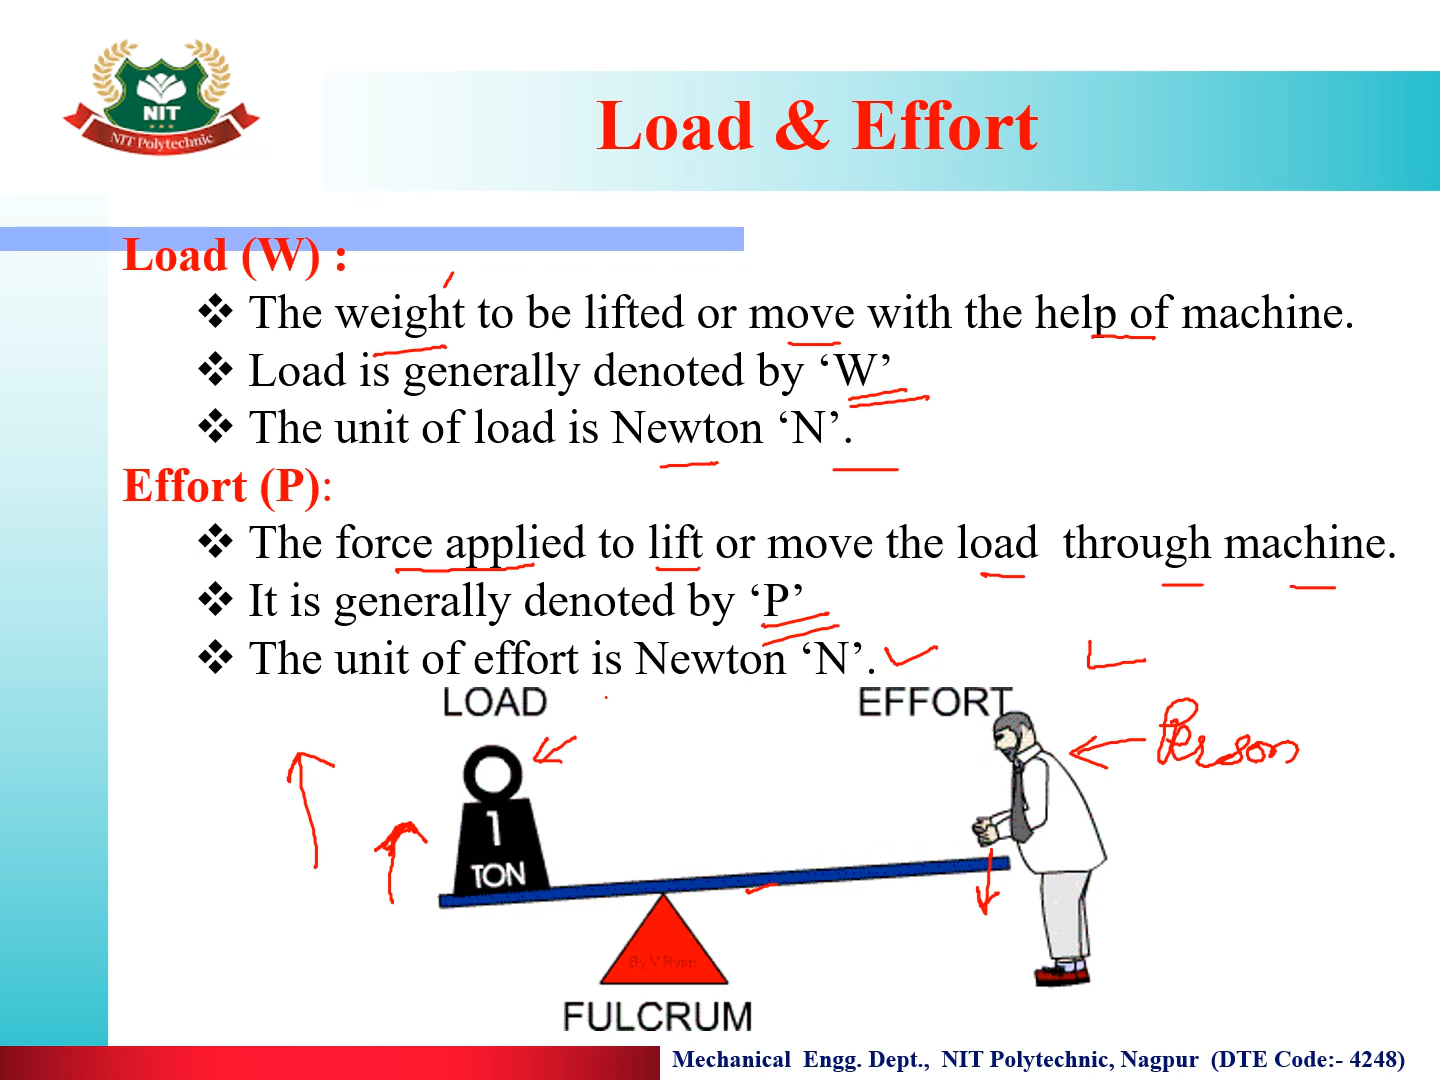 NIT
NIT Polytechnic
Load & Effort
Load (W) :
❖ The weight to be lifted or move with the help of machine.
❖ Load is generally denoted by ‘W’
❖ The unit of load is Newton ‘N’.
Effort (P):
❖ The force applied to lift or move the load through machine.
❖ It is generally denoted by ‘P’
❖ The unit of effort is Newton ‘N’.
LOAD
EFFORT
Person
1
TON
By V.Ryan
FULCRUM
Mechanical Engg. Dept., NIT Polytechnic, Nagpur (DTE Code:- 4248)